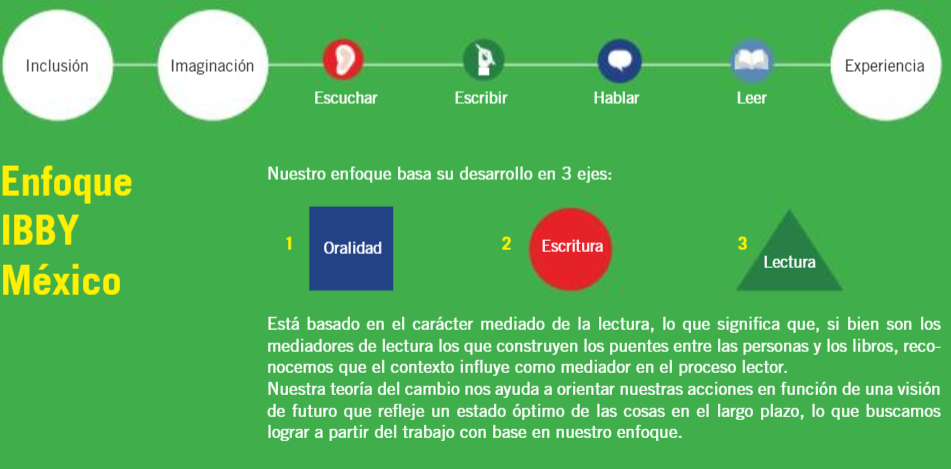 Inclusión
Imaginación
Escuchar
Escribir
Hablar
Leer
Experiencia
Enfoque
IBBY
México
Nuestro enfoque basa su desarrollo en 3 ejes:
1 Oralidad
2 Escritura
3 Lectura
Está basado en el carácter mediado de la lectura, lo que significa que, si bien son los
mediadores de lectura los que construyen los puentes entre las personas y los libros, reco-
nocemos que el contexto influye como mediador en el proceso lector.
Nuestra teoría del cambio nos ayuda a orientar nuestras acciones en función de una visión
de futuro que refleje un estado óptimo de las cosas en el largo plazo, lo que buscamos
lograr a partir del trabajo con base en nuestro enfoque.